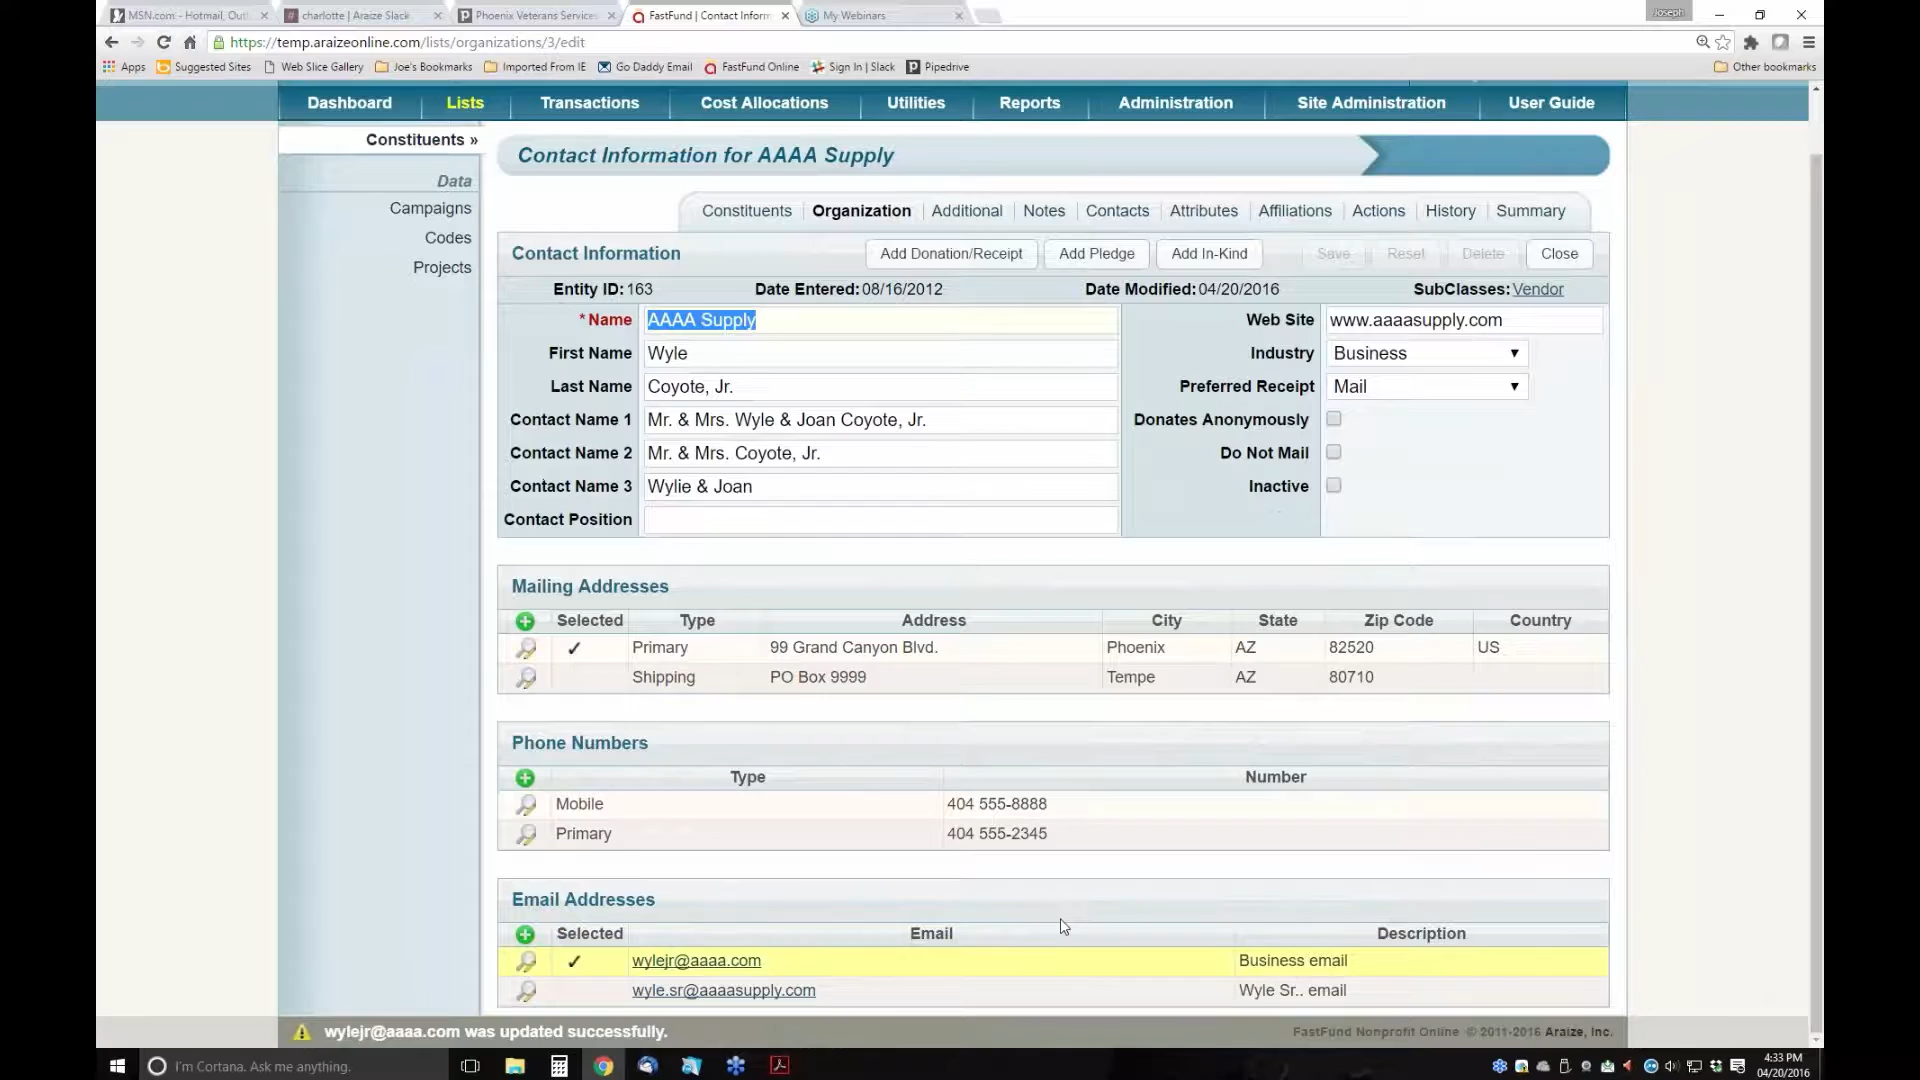 MSN.com - Hotmail, Outl
charlotte | Araize Slack
Phoenix Veterans Services
FastFund | Contact Inform
My Webinars
Joseph
https://temp.araizeonline.com/lists/organizations/3/edit
Apps
Suggested Sites
Web Slice Gallery
Joe's Bookmarks
Imported From IE
Go Daddy Email
FastFund Online
Sign In | Slack
Pipedrive
Other bookmarks
Dashboard
Lists
Transactions
Cost Allocations
Utilities
Reports
Administration
Site Administration
User Guide
Constituents »
Data
Campaigns
Codes
Projects
Contact Information for AAAA Supply
Constituents
Organization
Additional
Notes
Contacts
Attributes
Affiliations
Actions
History
Summary
Contact Information
Add Donation/Receipt
Add Pledge
Add In-Kind
Save
Reset
Delete
Close
Entity ID: 163
Date Entered: 08/16/2012
Date Modified: 04/20/2016
SubClasses: Vendor
* Name AAAA Supply
First Name Wyle
Last Name Coyote, Jr.
Contact Name 1 Mr. & Mrs. Wyle & Joan Coyote, Jr.
Contact Name 2 Mr. & Mrs. Coyote, Jr.
Contact Name 3 Wylie & Joan
Contact Position
Web Site www.aaaasupply.com
Industry Business
Preferred Receipt Mail
Donates Anonymously
Do Not Mail
Inactive
Mailing Addresses
Selected Type Address City State Zip Code Country
✓ Primary 99 Grand Canyon Blvd. Phoenix AZ 82520 US
Shipping PO Box 9999 Tempe AZ 80710
Phone Numbers
Type Number
Mobile 404 555-8888
Primary 404 555-2345
Email Addresses
Selected Email Description
✓ wylejr@aaaa.com Business email
wyle.sr@aaaasupply.com Wyle Sr.. email
wylejr@aaaa.com was updated successfully.
FastFund Nonprofit Online © 2011-2016 Araize, Inc.
I'm Cortana. Ask me anything.
4:33 PM
04/20/2016